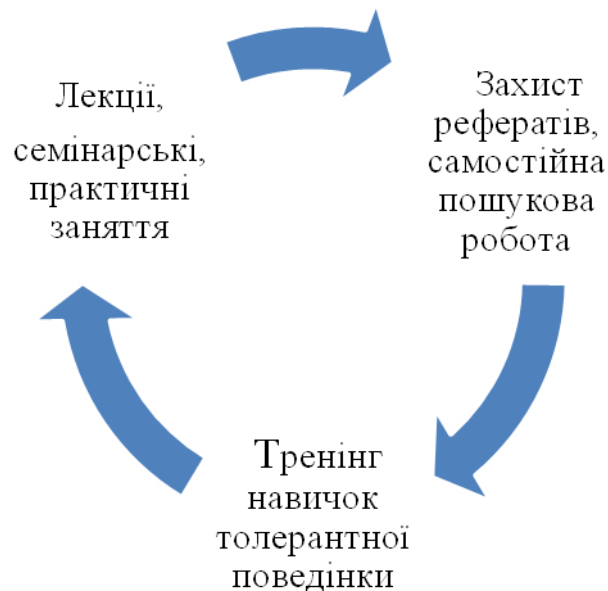 Лекції,
семінарські,
практичні
заняття
Захист
рефератів,
самостійна
пошукова
робота
Тренінг
навичок
толерантної
поведінки